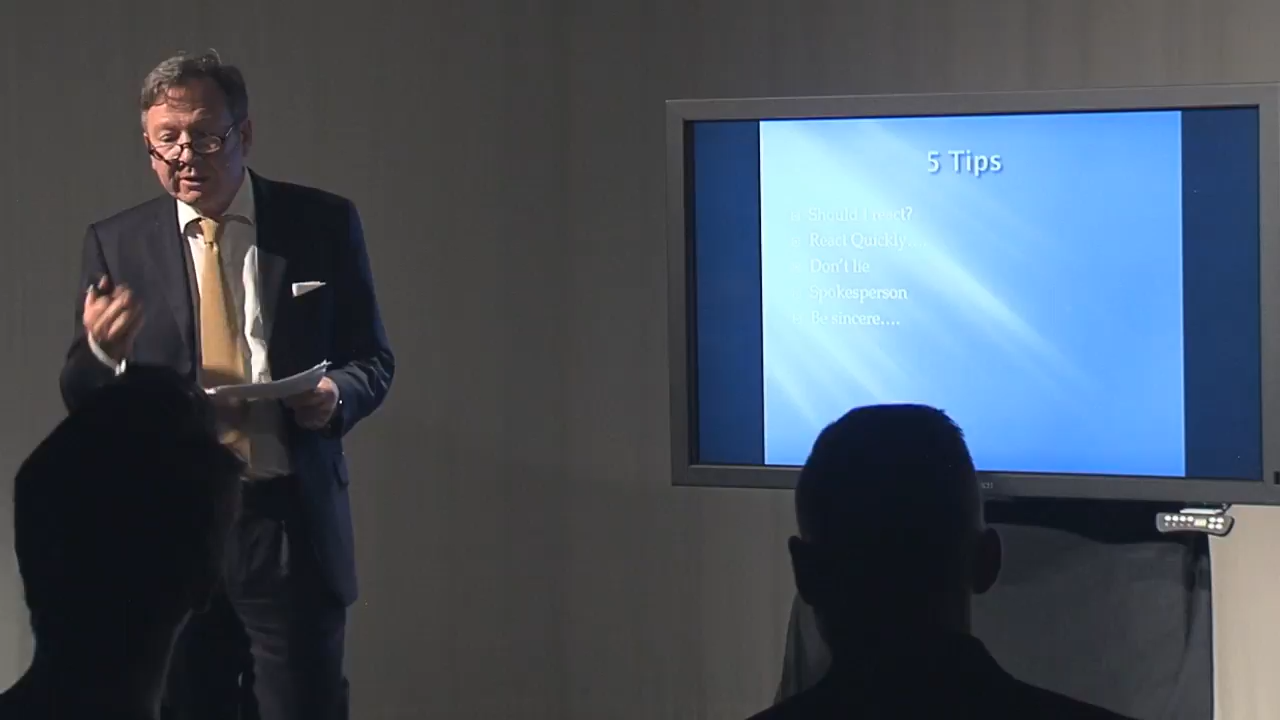 5 Tips
Should I react?
React Quickly....
Don't lie
Spokesperson
Be sincere....